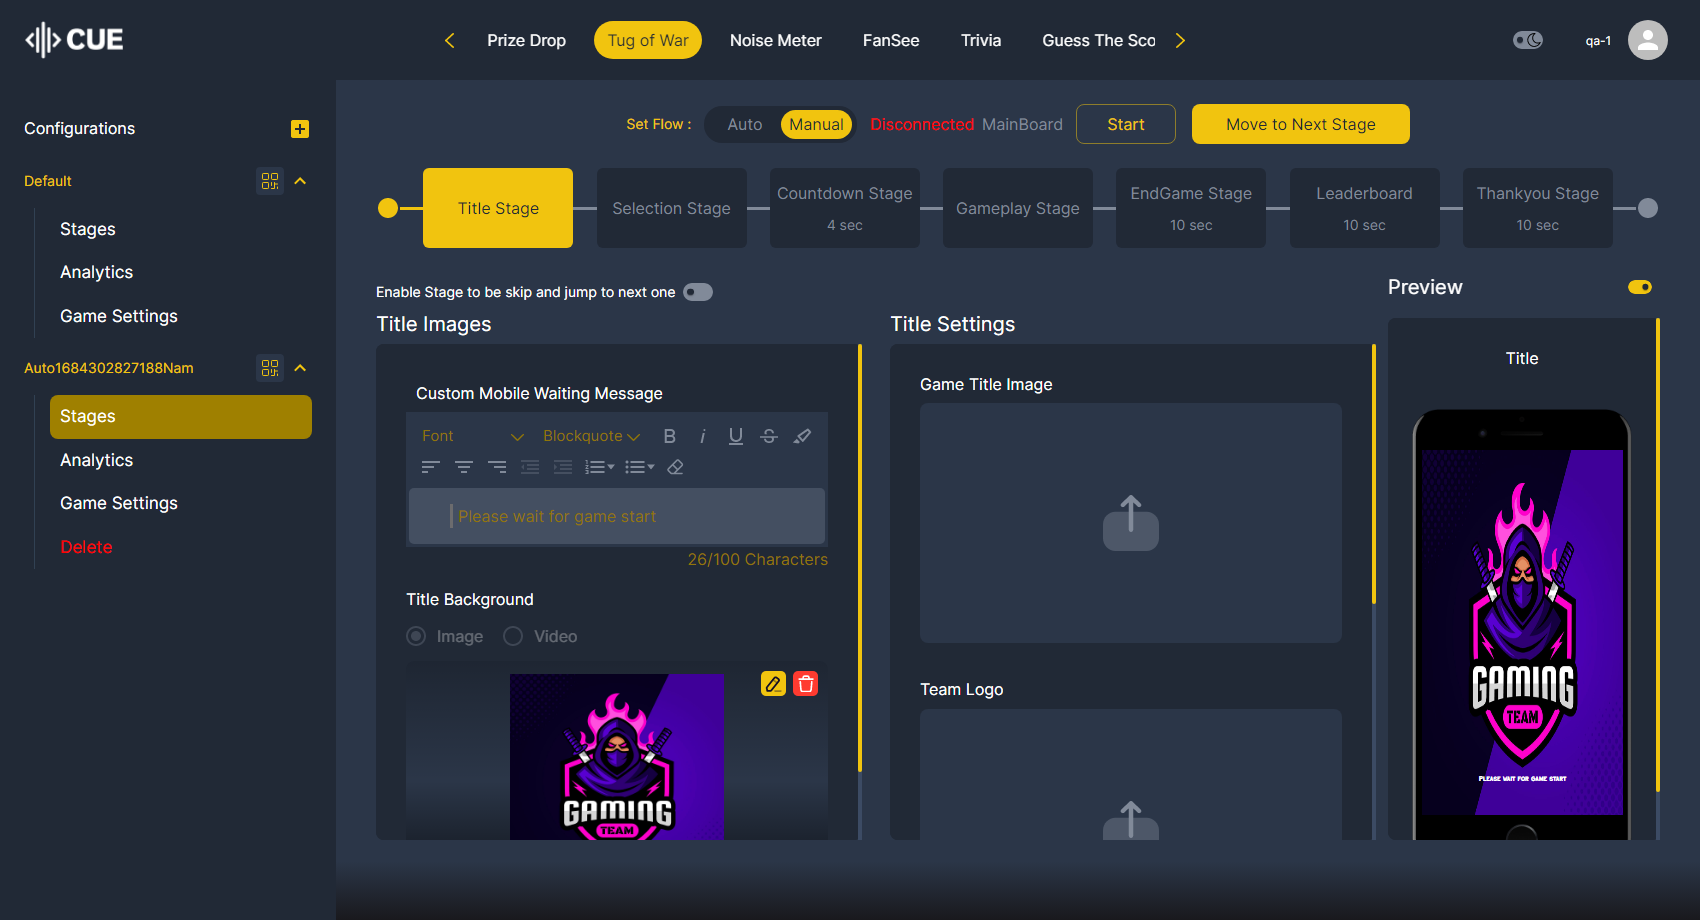 CUE
Prize Drop
Tug of War
Noise Meter
FanSee
Trivia
Guess The Sco
qa-1
Configurations
Default
Stages
Analytics
Game Settings
Auto1684302827188Nam
Stages
Analytics
Game Settings
Delete
Set Flow :
Auto
Manual
Disconnected MainBoard
Start
Move to Next Stage
Title Stage
Selection Stage
Countdown Stage
4 sec
Gameplay Stage
EndGame Stage
10 sec
Leaderboard
10 sec
Thankyou Stage
10 sec
Enable Stage to be skip and jump to next one
Title Images
Custom Mobile Waiting Message
Font
Blockquote
B
i
U
S
Please wait for game start
26/100 Characters
Title Background
Image
Video
GAMING
TEAM
Title Settings
Game Title Image
Team Logo
Preview
Title
GAMING
TEAM
PLEASE WAIT FOR GAME START